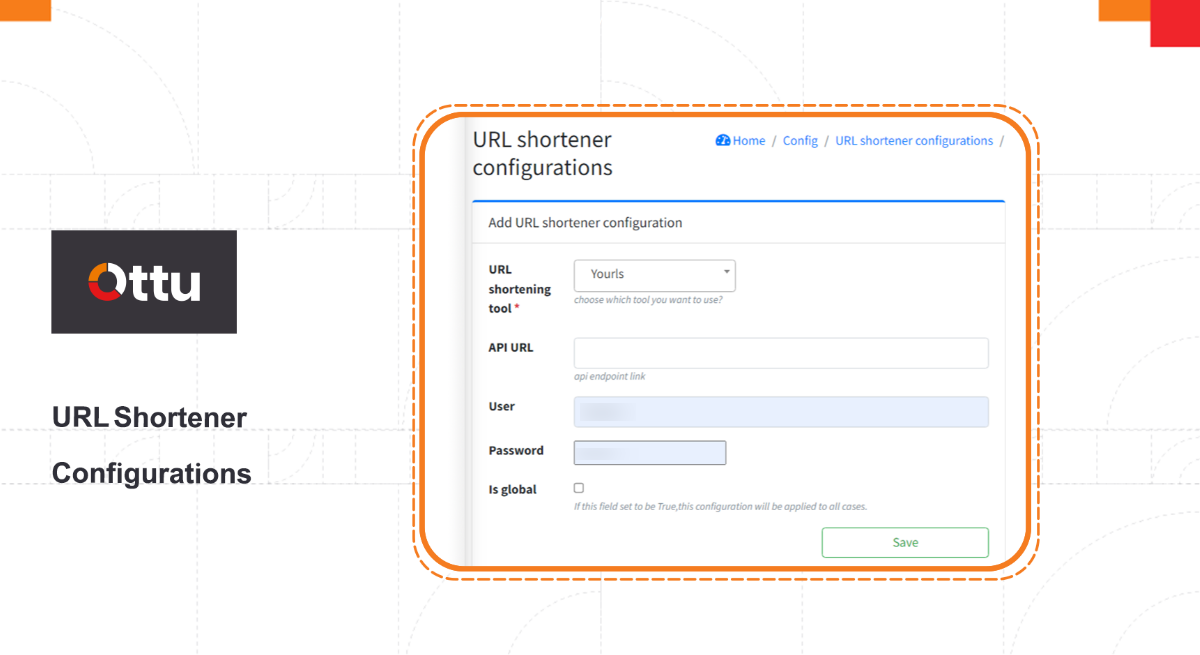 Ottu
URL Shortener
Configurations
URL shortener
configurations
Home / Config / URL shortener configurations /
Add URL shortener configuration
URL
shortening
tool *
Yourls
choose which tool you want to use?
API URL
api endpoint link
User
Password
Is global
If this field set to be True,this configuration will be applied to all cases.
Save